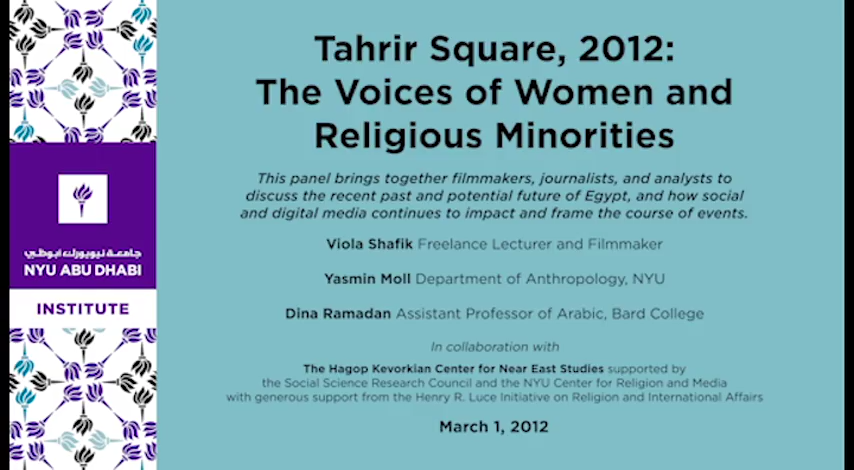 Tahrir Square, 2012:
The Voices of Women and
Religious Minorities
This panel brings together filmmakers, journalists, and analysts to
discuss the recent past and potential future of Egypt, and how social
and digital media continues to impact and frame the course of events.
Viola Shafik Freelance Lecturer and Filmmaker
Yasmin Moll Department of Anthropology, NYU
Dina Ramadan Assistant Professor of Arabic, Bard College
In collaboration with
The Hagop Kevorkian Center for Near East Studies supported by
the Social Science Research Council and the NYU Center for Religion and Media
with generous support from the Henry R. Luce Initiative on Religion and International Affairs
March 1, 2012
جامعة نيويورك أبوظبي
NYU ABU DHABI
INSTITUTE